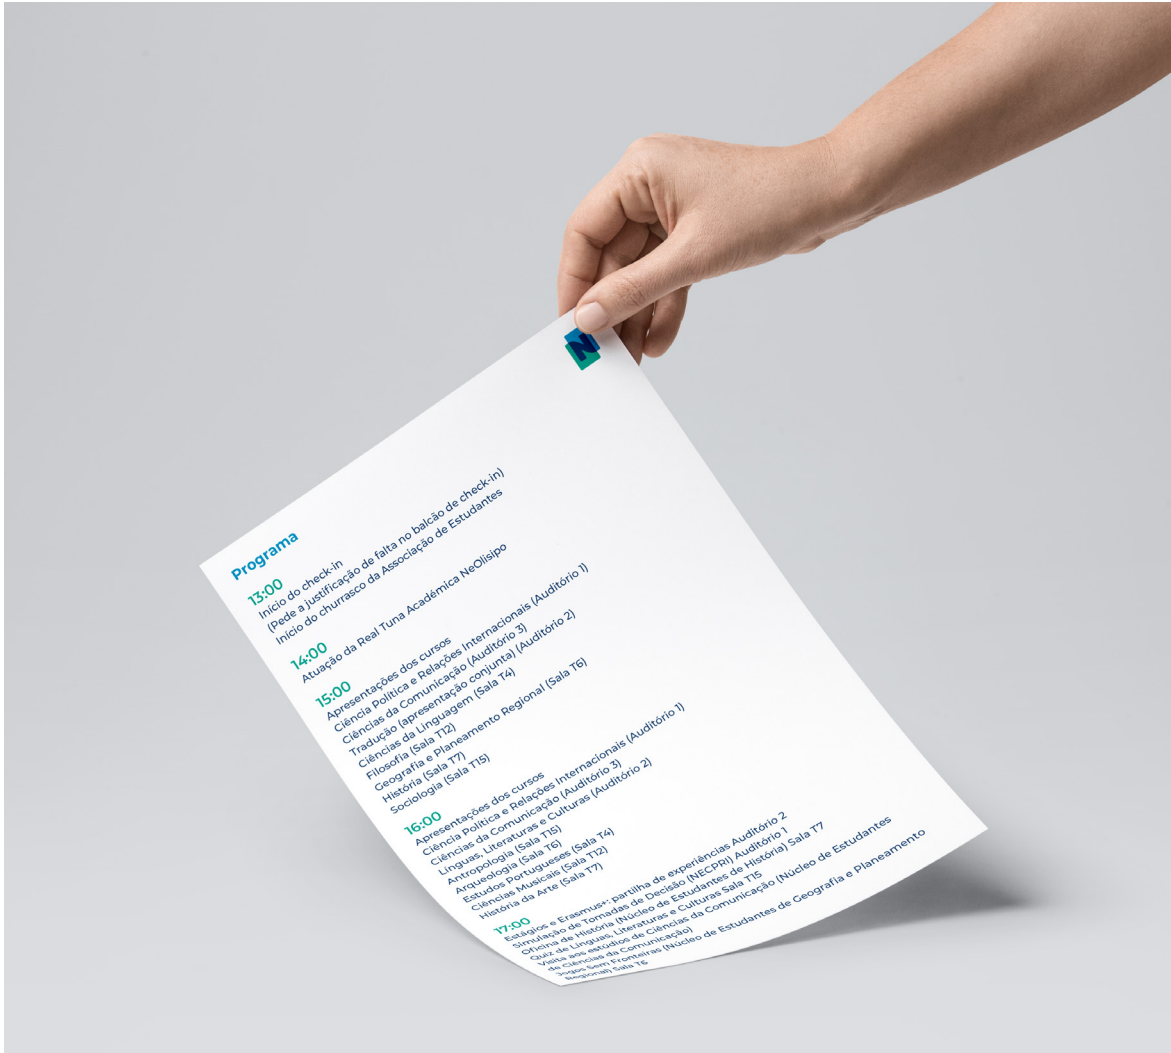 N
Programa
13:00
Início do check-in
(Pede a justificação de falta no balcão de check-in)
Início do churrasco da Associação de Estudantes
14:00
Atuação da Real Tuna Académica NeOlisipo
15:00
Apresentações dos cursos
Ciência Política e Relações Internacionais (Auditório 1)
Ciências da Comunicação (Auditório 3)
Tradução (apresentação conjunta) (Auditório 2)
Ciências da Linguagem (Sala T4)
Filosofia (Sala T12)
Geografia e Planeamento Regional (Sala T6)
História (Sala T7)
Sociologia (Sala T15)
16:00
Apresentações dos cursos
Ciência Política e Relações Internacionais (Auditório 1)
Ciências da Comunicação (Auditório 3)
Línguas, Literaturas e Culturas (Auditório 2)
Antropologia (Sala T15)
Arqueologia (Sala T6)
Estudos Portugueses (Sala T4)
Ciências Musicais (Sala T12)
História da Arte (Sala T7)
17:00
Estágios e Erasmus+: partilha de experiências Auditório 2
Simulação de Tomadas de Decisão (NECPRI) Auditório 1
Oficina de História (Núcleo de Estudantes de História) Sala T7
Quiz de Línguas, Literaturas e Culturas Sala T15
Visita aos estúdios de Ciências da Comunicação (Núcleo de Estudantes
de Ciências da Comunicação)
Jogos Sem Fronteiras (Núcleo de Estudantes de Geografia e Planeamento
Regional) Sala T6